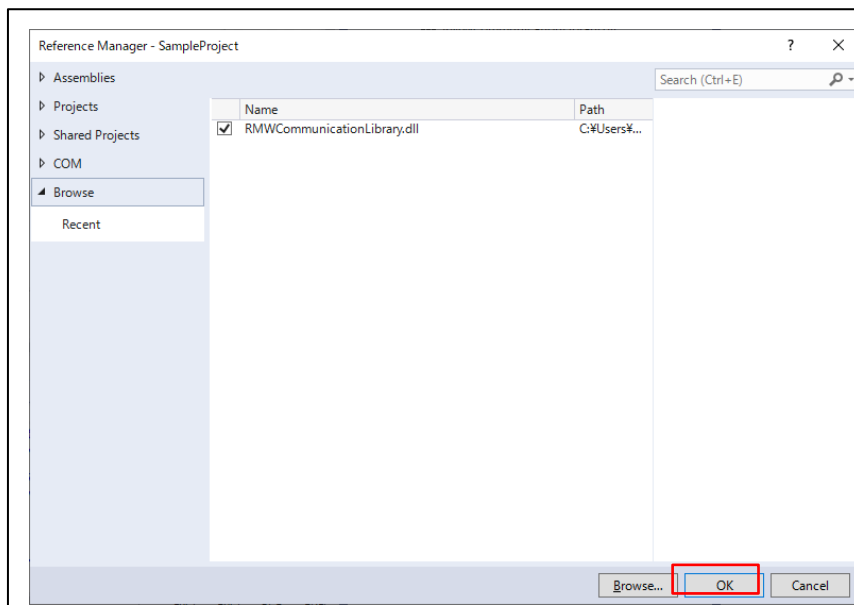 Reference Manager - SampleProject
Assemblies
Search (Ctrl+E)
Projects
Name Path
RMWCommunicationLibrary.dll C:¥Users¥...
Shared Projects
COM
Browse
Recent
Browse... OK Cancel